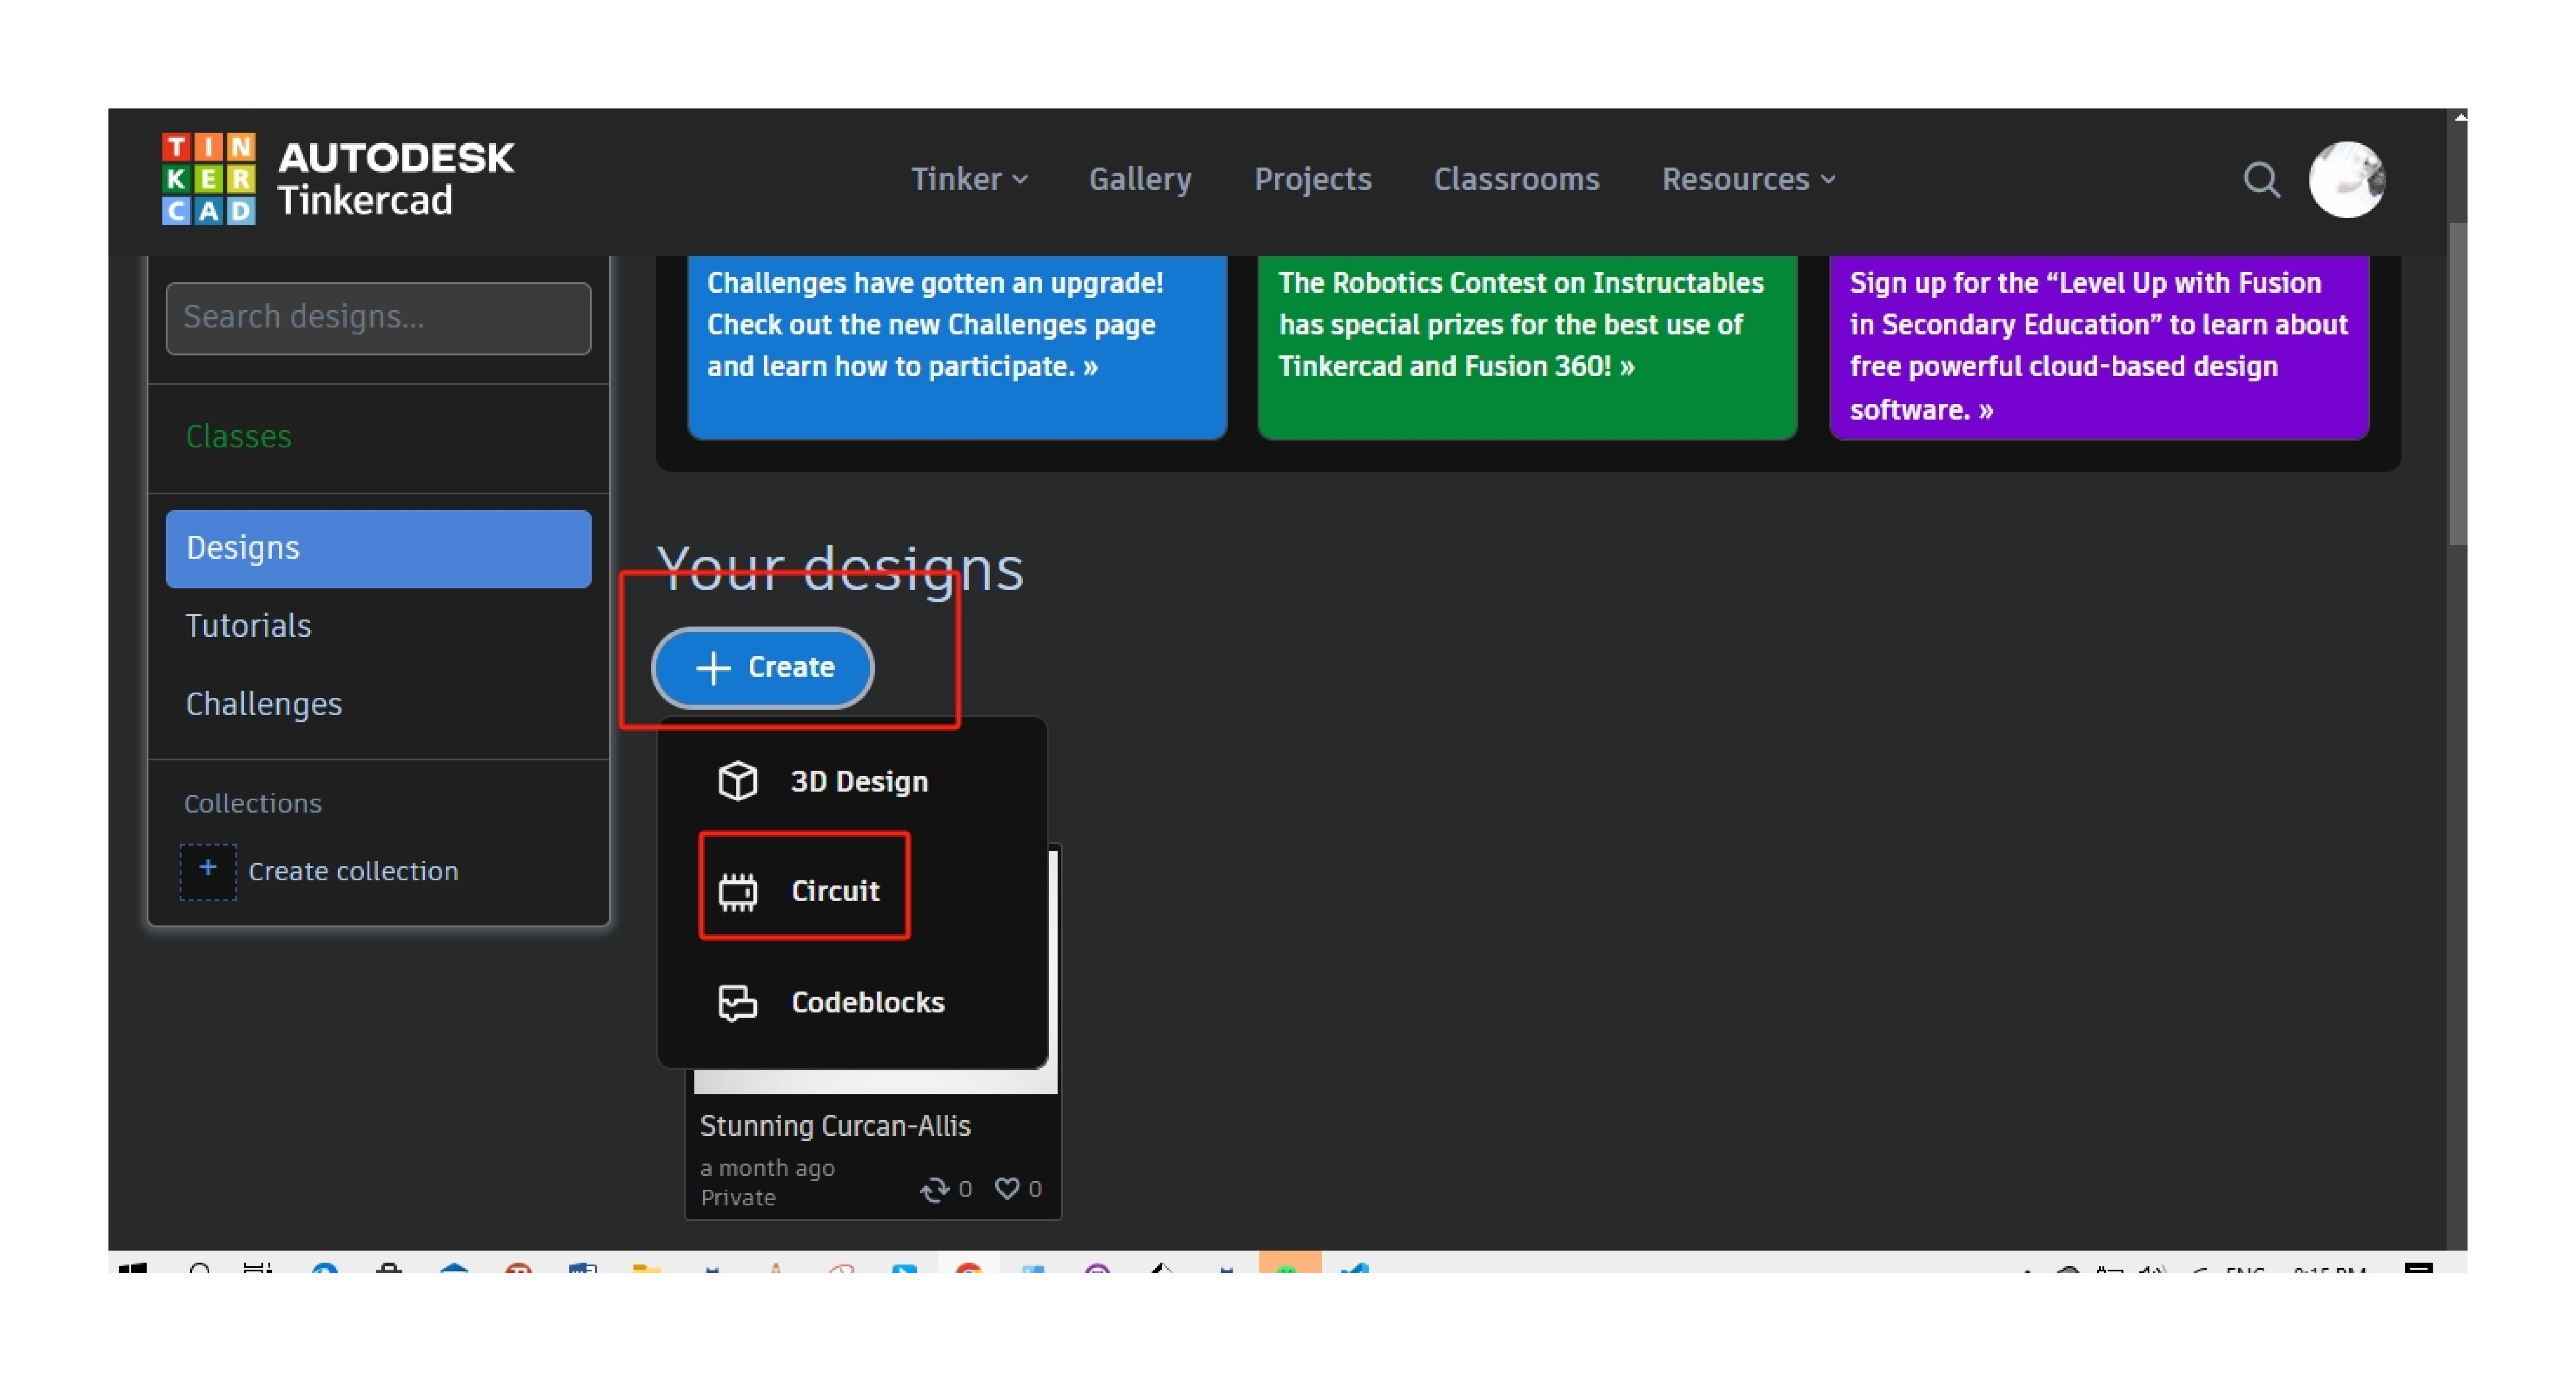 TINKERCAD
AUTODESK
Tinkercad
Tinker
Gallery
Projects
Classrooms
Resources
Search designs...
Classes
Designs
Tutorials
Challenges
Collections
+ Create collection
Challenges have gotten an upgrade!
Check out the new Challenges page
and learn how to participate. »
The Robotics Contest on Instructables
has special prizes for the best use of
Tinkercad and Fusion 360! »
Sign up for the “Level Up with Fusion
in Secondary Education” to learn about
free powerful cloud-based design
software. »
Your designs
+ Create
3D Design
Circuit
Codeblocks
Stunning Curcan-Allis
a month ago
Private
0
0